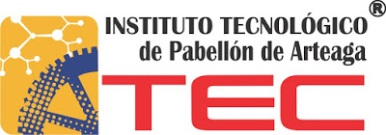 INSTITUTO TECNOLÓGICO ®
de Pabellón de Arteaga
TEC